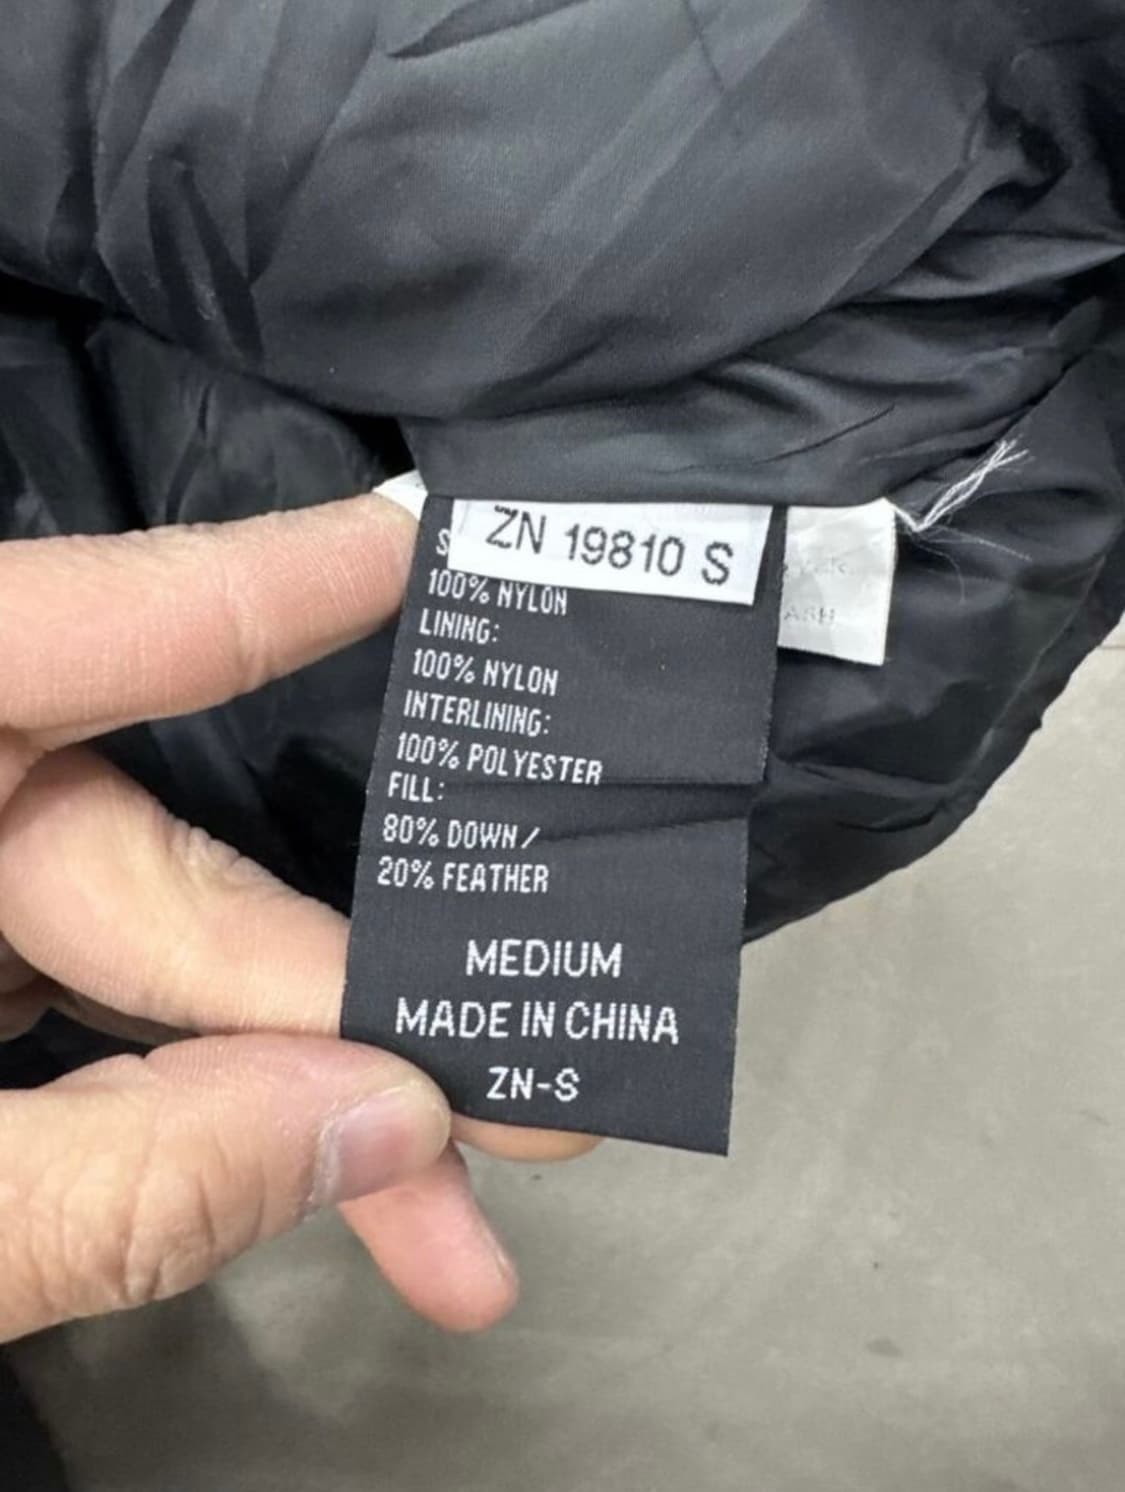 ZN 19810 S
S
100% NYLON
LINING:
100% NYLON
INTERLINING:
100% POLYESTER
FILL:
80% DOWN/
20% FEATHER
MEDIUM
MADE IN CHINA
ZN-S